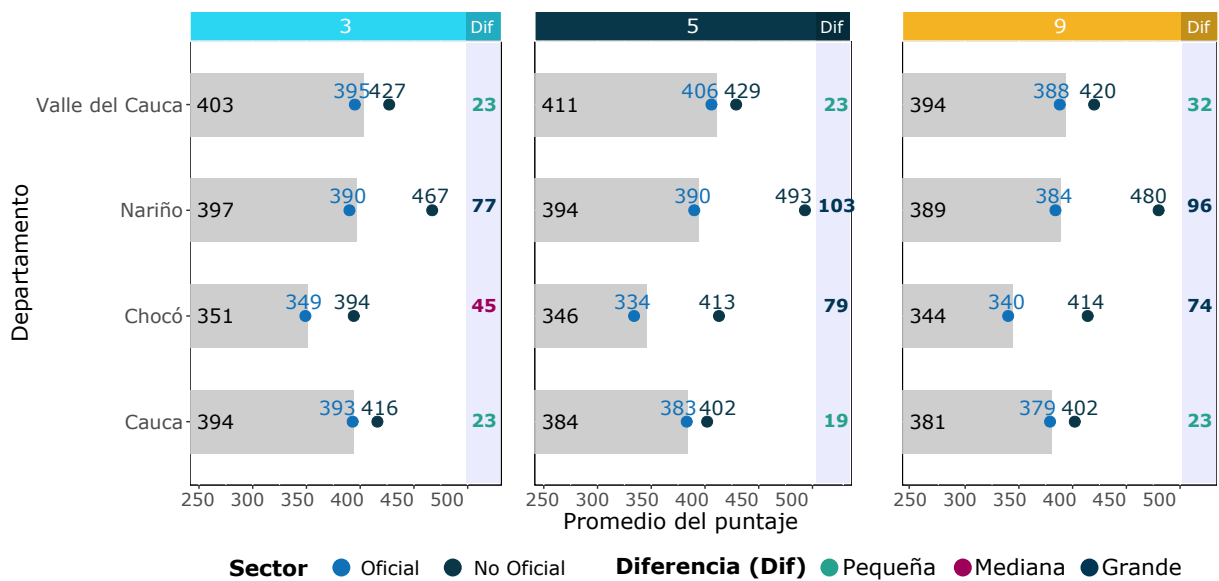 3 Dif 5 Dif 9 Dif
Departamento
Valle del Cauca 403 395 427 23 411 406 429 23 394 388 420 32
Nariño 397 390 467 77 394 390 493 103 389 384 480 96
Chocó 351 349 394 45 346 334 413 79 344 340 414 74
Cauca 394 393 416 23 384 383 402 19 381 379 402 23
250 300 350 400 450 500 250 300 350 400 450 500 250 300 350 400 450 500
Promedio del puntaje
Sector Oficial No Oficial Diferencia (Dif) Pequeña Mediana Grande